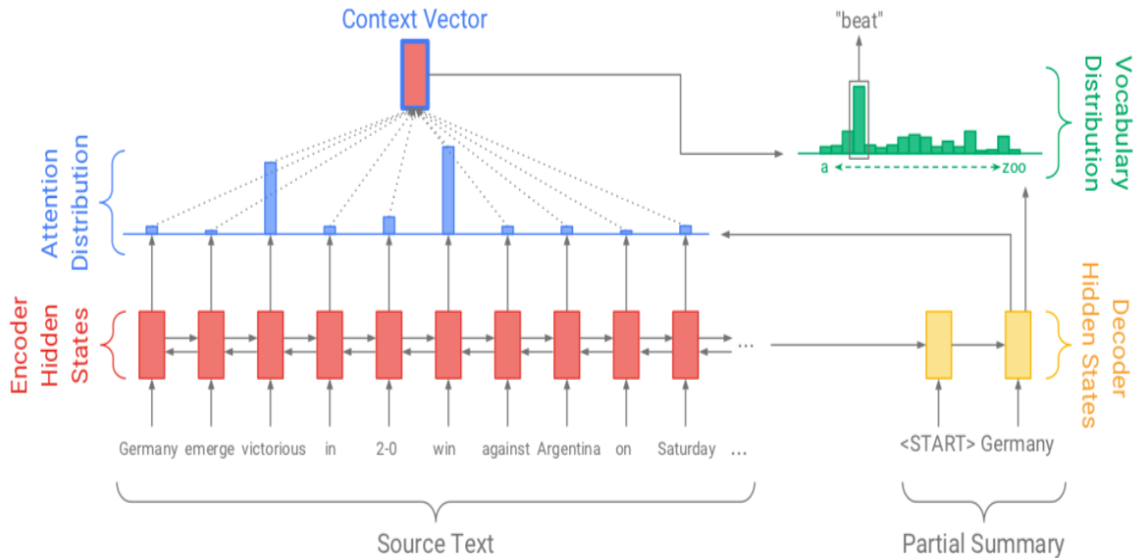 Context Vector
"beat"
Vocabulary
Distribution
a
zoo
Attention
Distribution
Encoder
Hidden
States
...
Decoder
Hidden States
Germany emerge victorious in 2-0 win against Argentina on Saturday ...
<START> Germany
Source Text
Partial Summary